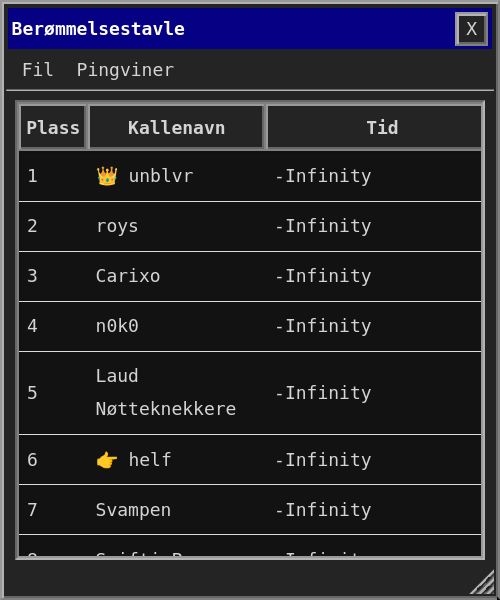 Berømmelsestavle X
Fil Pingviner
Plass Kallenavn Tid
1 👑 unblvr -Infinity
2 roys -Infinity
3 Carixo -Infinity
4 n0k0 -Infinity
5 Laud Nøtteknekkere -Infinity
6 👉 helf -Infinity
7 Svampen -Infinity